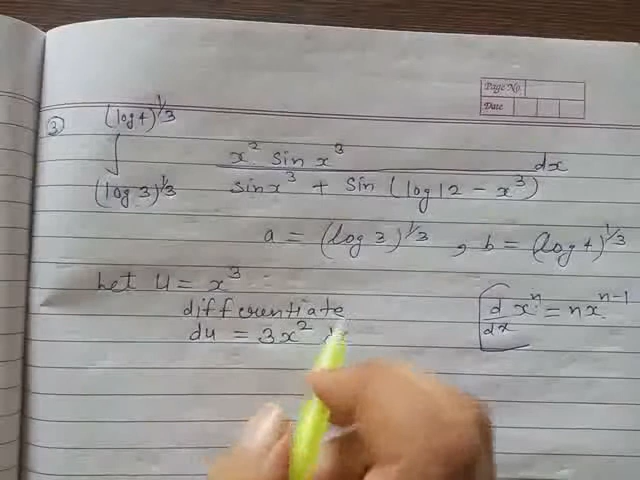 Page No.
Date
(log 4)^1/3
③ ∫ x² sin x³ dx
(log 3)^1/3 sin x³ + sin (log 12 - x³)
a = (log 3)^1/3 , b = (log 4)^1/3
Let u = x³
differentiate
du = 3x² dx
d/dx xⁿ = nxⁿ⁻¹